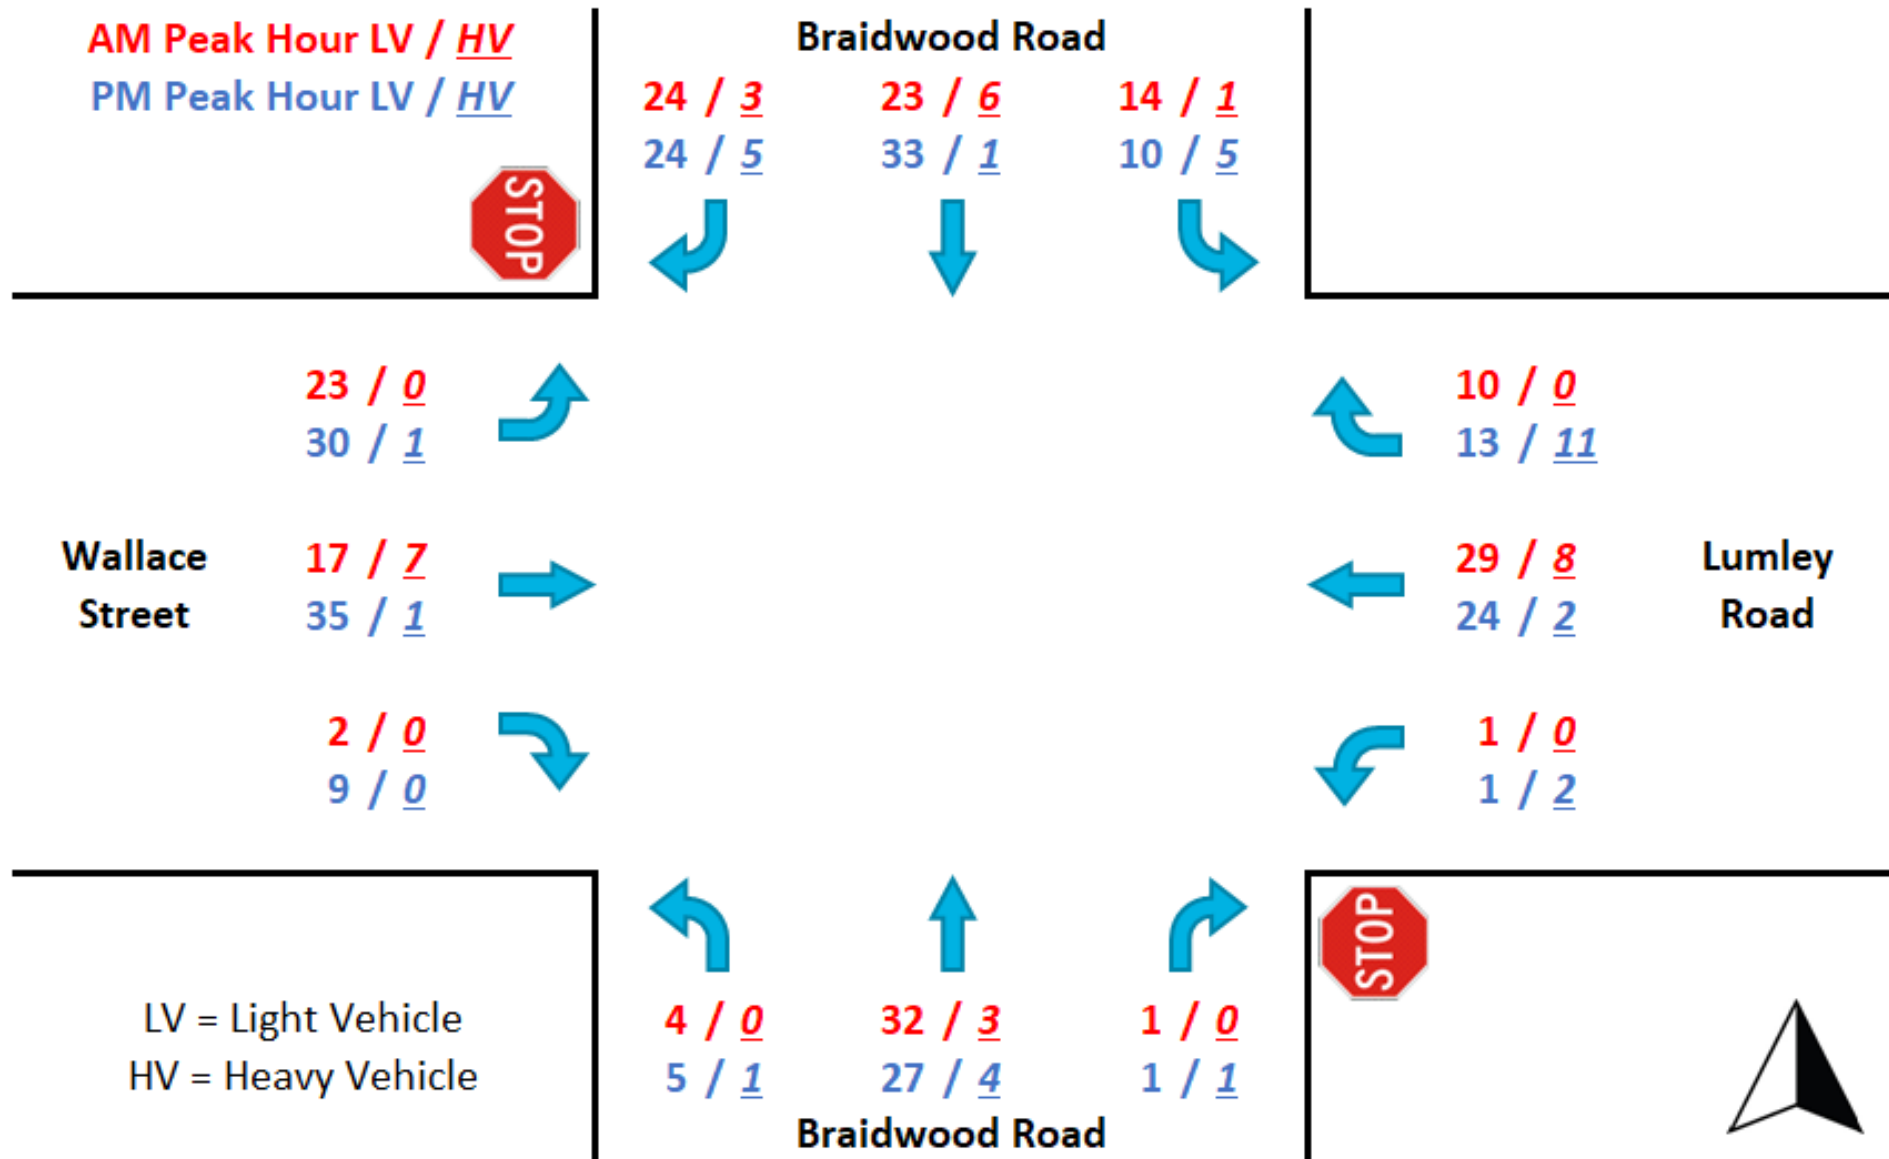 AM Peak Hour LV / HV
PM Peak Hour LV / HV
Braidwood Road
24 / 3 23 / 6 14 / 1
24 / 5 33 / 1 10 / 5
STOP
23 / 0
30 / 1
10 / 0
13 / 11
Wallace
Street
17 / 7
35 / 1
29 / 8
24 / 2
Lumley
Road
2 / 0
9 / 0
1 / 0
1 / 2
STOP
LV = Light Vehicle
HV = Heavy Vehicle
4 / 0 32 / 3 1 / 0
5 / 1 27 / 4 1 / 1
Braidwood Road